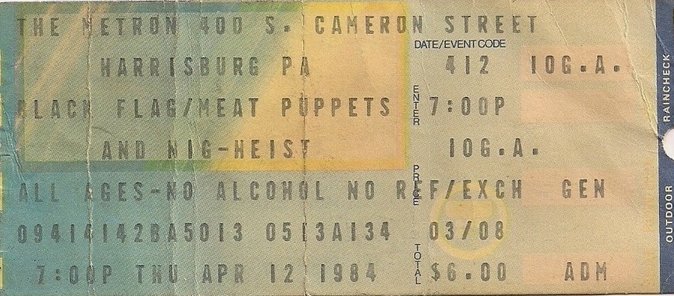 THE METRON 400 S. CAMERON STREET
DATE/EVENT CODE
HARRISBURG PA 412 10G.A.
BLACK FLAG/MEAT PUPPETS ENTER 7:00P
AND NIG-HEIST 10G.A.
PRICE
ALL AGES-NO ALCOHOL NO REF/EXCH GEN
09414142BA5013 0513A134 03/08
TOTAL
7:00P THU APR 12 1984 $6.00 ADM
RAINCHECK
OUTDOOR